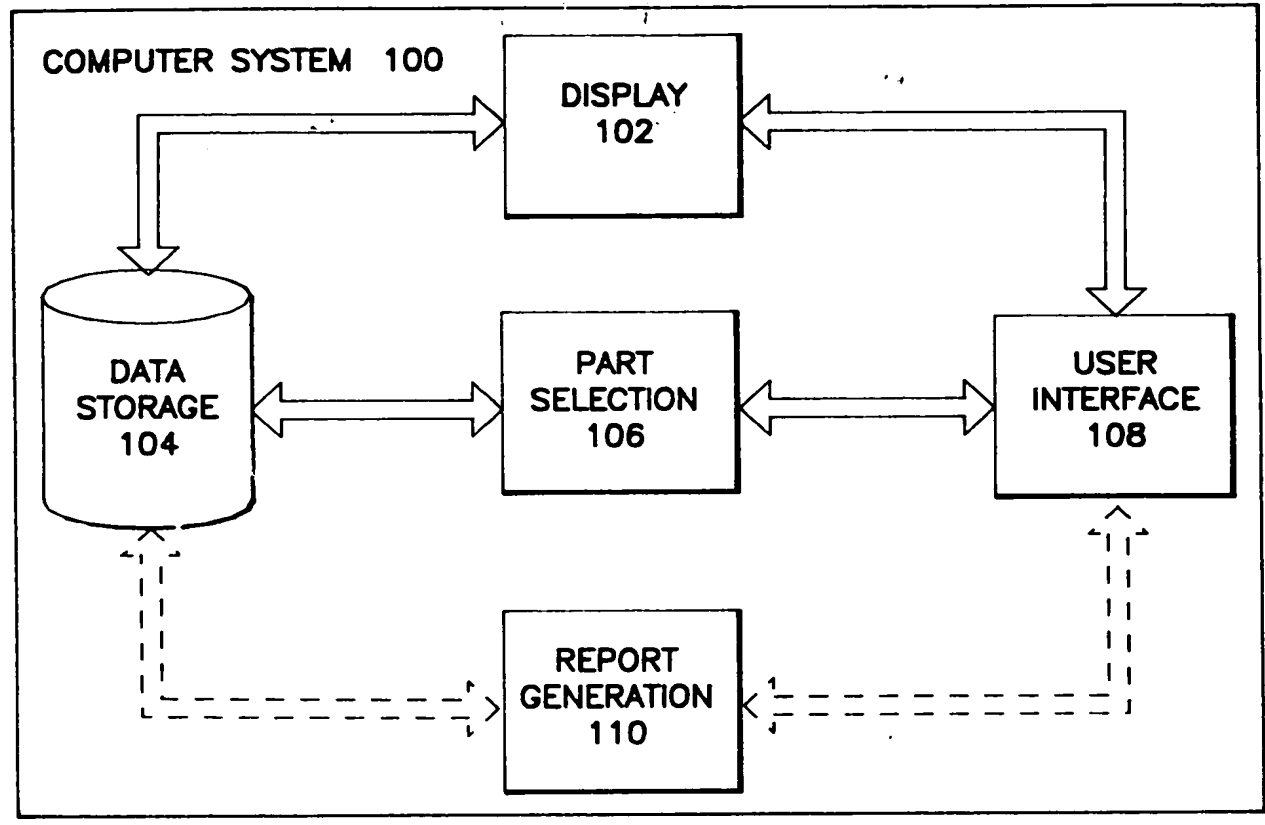 COMPUTER SYSTEM 100
DISPLAY
102
DATA
STORAGE
104
PART
SELECTION
106
USER
INTERFACE
108
REPORT
GENERATION
110